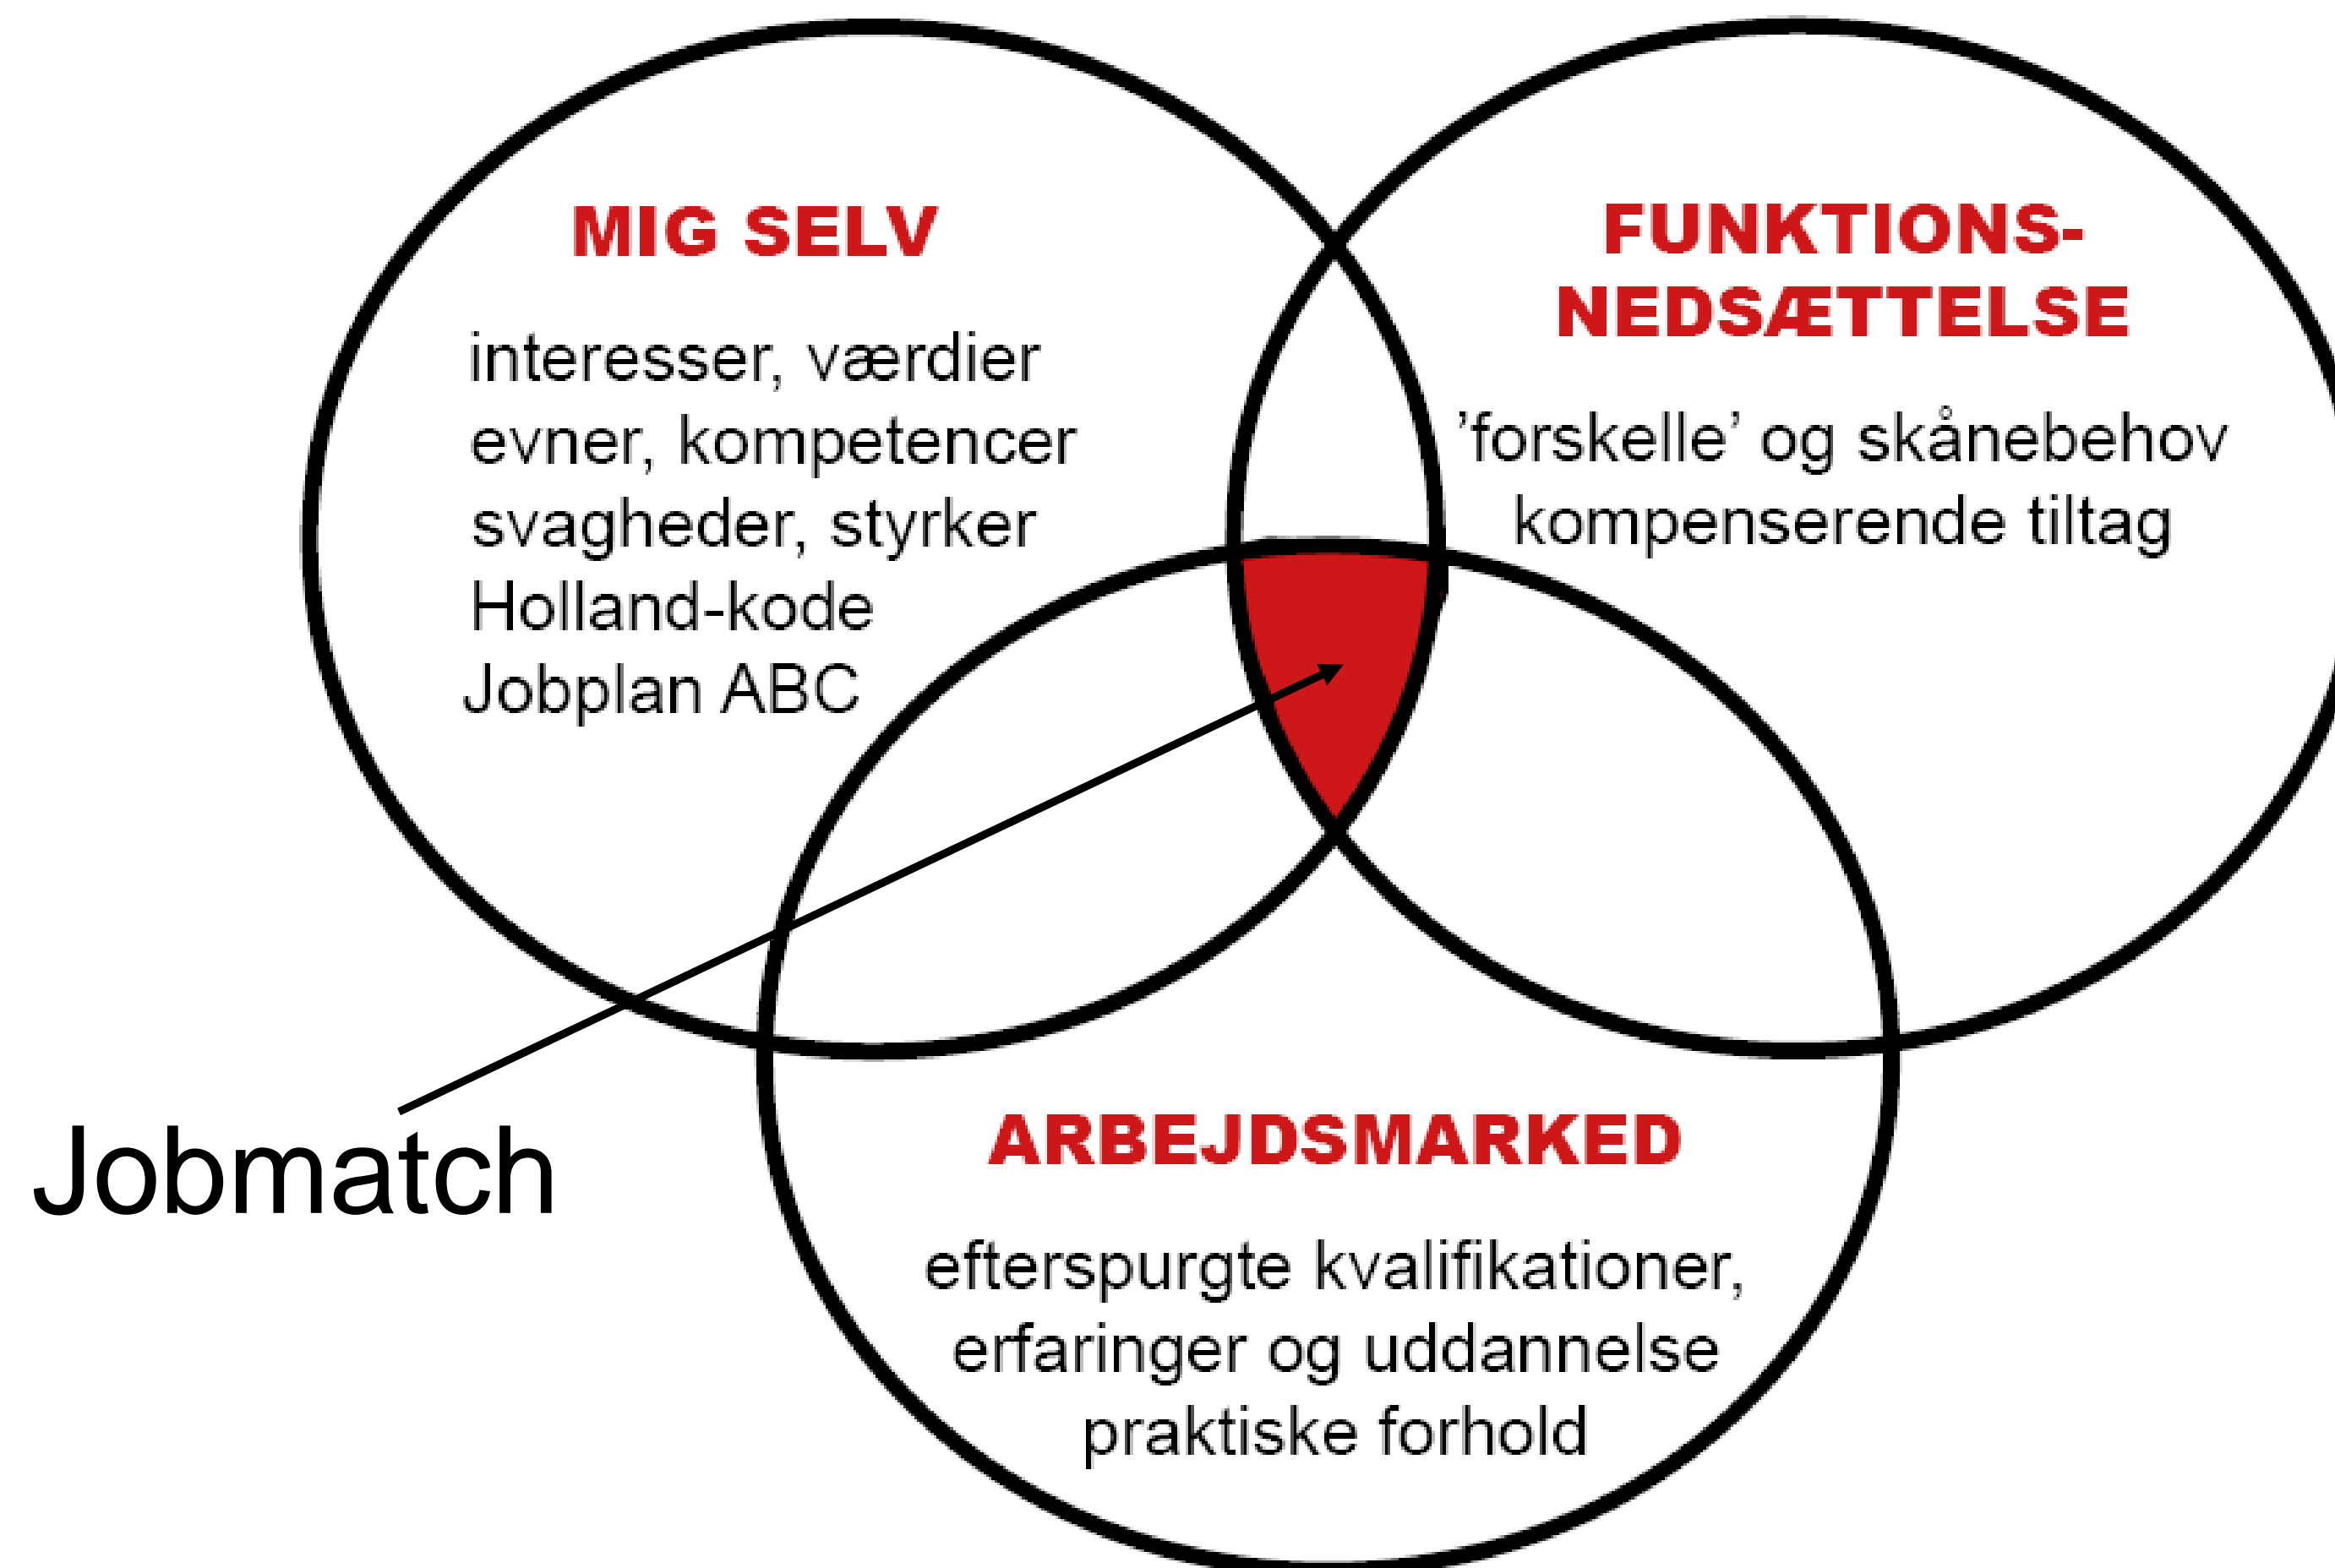 MIG SELV
interesser, værdier
evner, kompetencer
svagheder, styrker
Holland-kode
Jobplan ABC
FUNKTIONS-
NEDSÆTTELSE
’forskelle’ og skånebehov
kompenserende tiltag
Jobmatch
ARBEJDSMARKED
efterspurgte kvalifikationer,
erfaringer og uddannelse
praktiske forhold